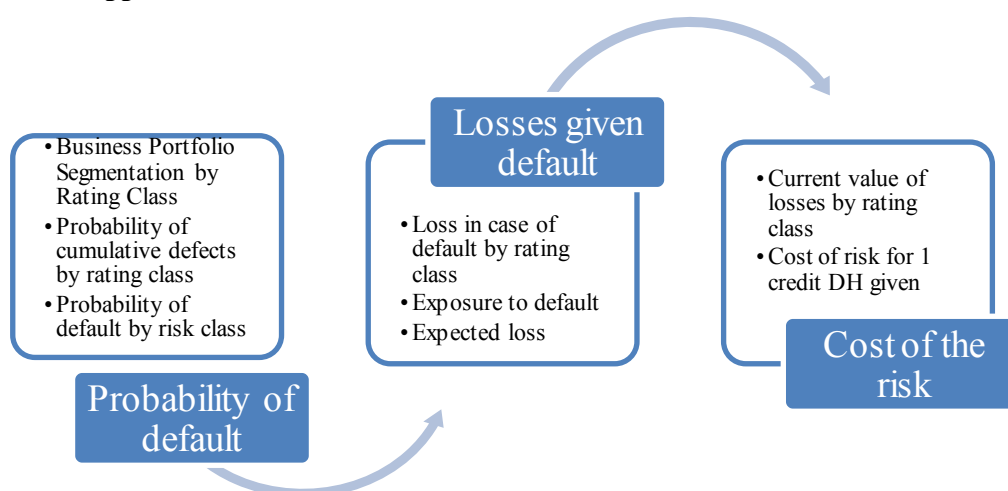 • Business Portfolio
Segmentation by
Rating Class
• Probability of
cumulative defects
by rating class
• Probability of
default by risk class
Probability of
default
Losses given
default
• Loss in case of
default by rating
class
• Exposure to default
• Expected loss
• Current value of
losses by rating
class
• Cost of risk for 1
credit DH given
Cost of the
risk